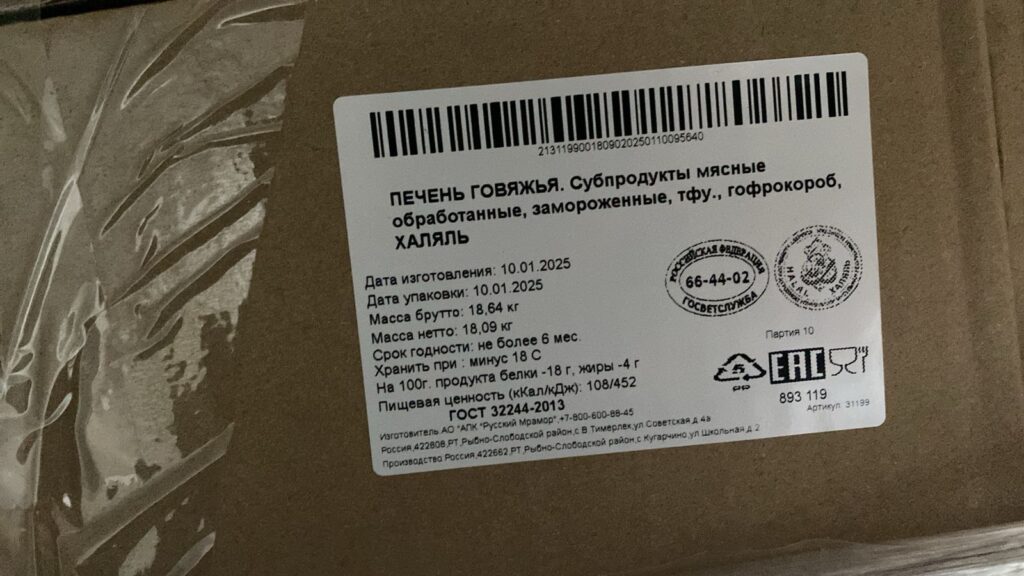 2131199001809020250110095640
ПЕЧЕНЬ ГОВЯЖЬЯ. Субпродукты мясные
обработанные, замороженные, тфу., гофрокороб,
ХАЛЯЛЬ
Дата изготовления: 10.01.2025
Дата упаковки: 10.01.2025
Масса брутто: 18,64 кг
Масса нетто: 18,09 кг
Срок годности: не более 6 мес.
Хранить при : минус 18 С
На 100г. продукта белки -18 г, жиры -4 г
Пищевая ценность (кКал/кДж): 108/452
ГОСТ 32244-2013
Изготовитель.АО "АПК "Русский Мрамор",+7-800-600-88-45
Россия,422608,РТ,Рыбно-Слободской район,с В.Тимерлек,ул Советская,д 4а
Производство Россия,422662,РТ,Рыбно-Слободской район,с Кугарчино,ул Школьная,д 2
РОССИЙСКАЯ ФЕДЕРАЦИЯ
66-44-02
ГОСВЕТСЛУЖБА
HALAL ХАЛЯЛЬ
Партия 10
5
PP
EAC
893 119
Артикул: 31199